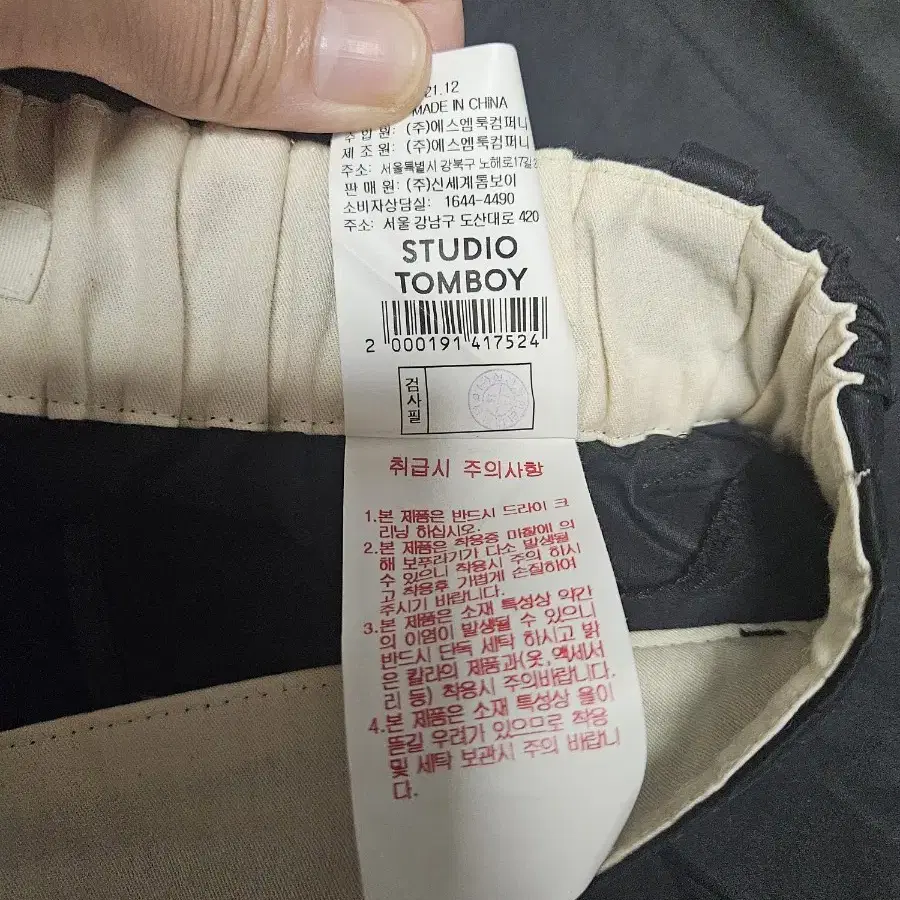 21.12
MADE IN CHINA
수입원: (주)에스엠룩컴퍼니
제조원: (주)에스엠룩컴퍼니
주소: 서울특별시 강북구 노해로17길
판매원: (주)신세계톰보이
소비자상담실: 1644-4490
주소: 서울 강남구 도산대로 420
STUDIO
TOMBOY
2 000191 417524
검사필
취급시 주의사항
1.본 제품은 반드시 드라이 크
리닝 하십시오.
2.본 제품은 착용중 마찰에 의
해 보푸러기가 다소 발생될
수 있으니 착용시 주의 하시
고 착용후 가볍게 손질하여
주시기 바랍니다.
3.본 제품은 소재 특성상 약간
의 이염이 발생될 수 있으니
반드시 단독 세탁 하시고 밝
은 칼라의 제품과(옷,액세서
리 등) 착용시 주의바랍니다.
4.본 제품은 소재 특성상 올이
뜯길 우려가 있으므로 착용
및 세탁 보관시 주의 바랍니
다.